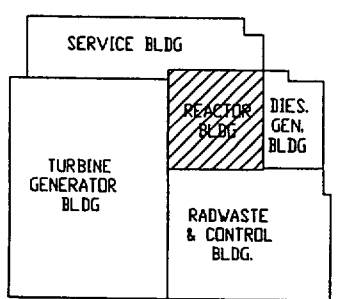 SERVICE BLDG
REACTOR
BLDG
DIES.
GEN.
BLDG
TURBINE
GENERATOR
BLDG
RADWASTE
& CONTROL
BLDG.